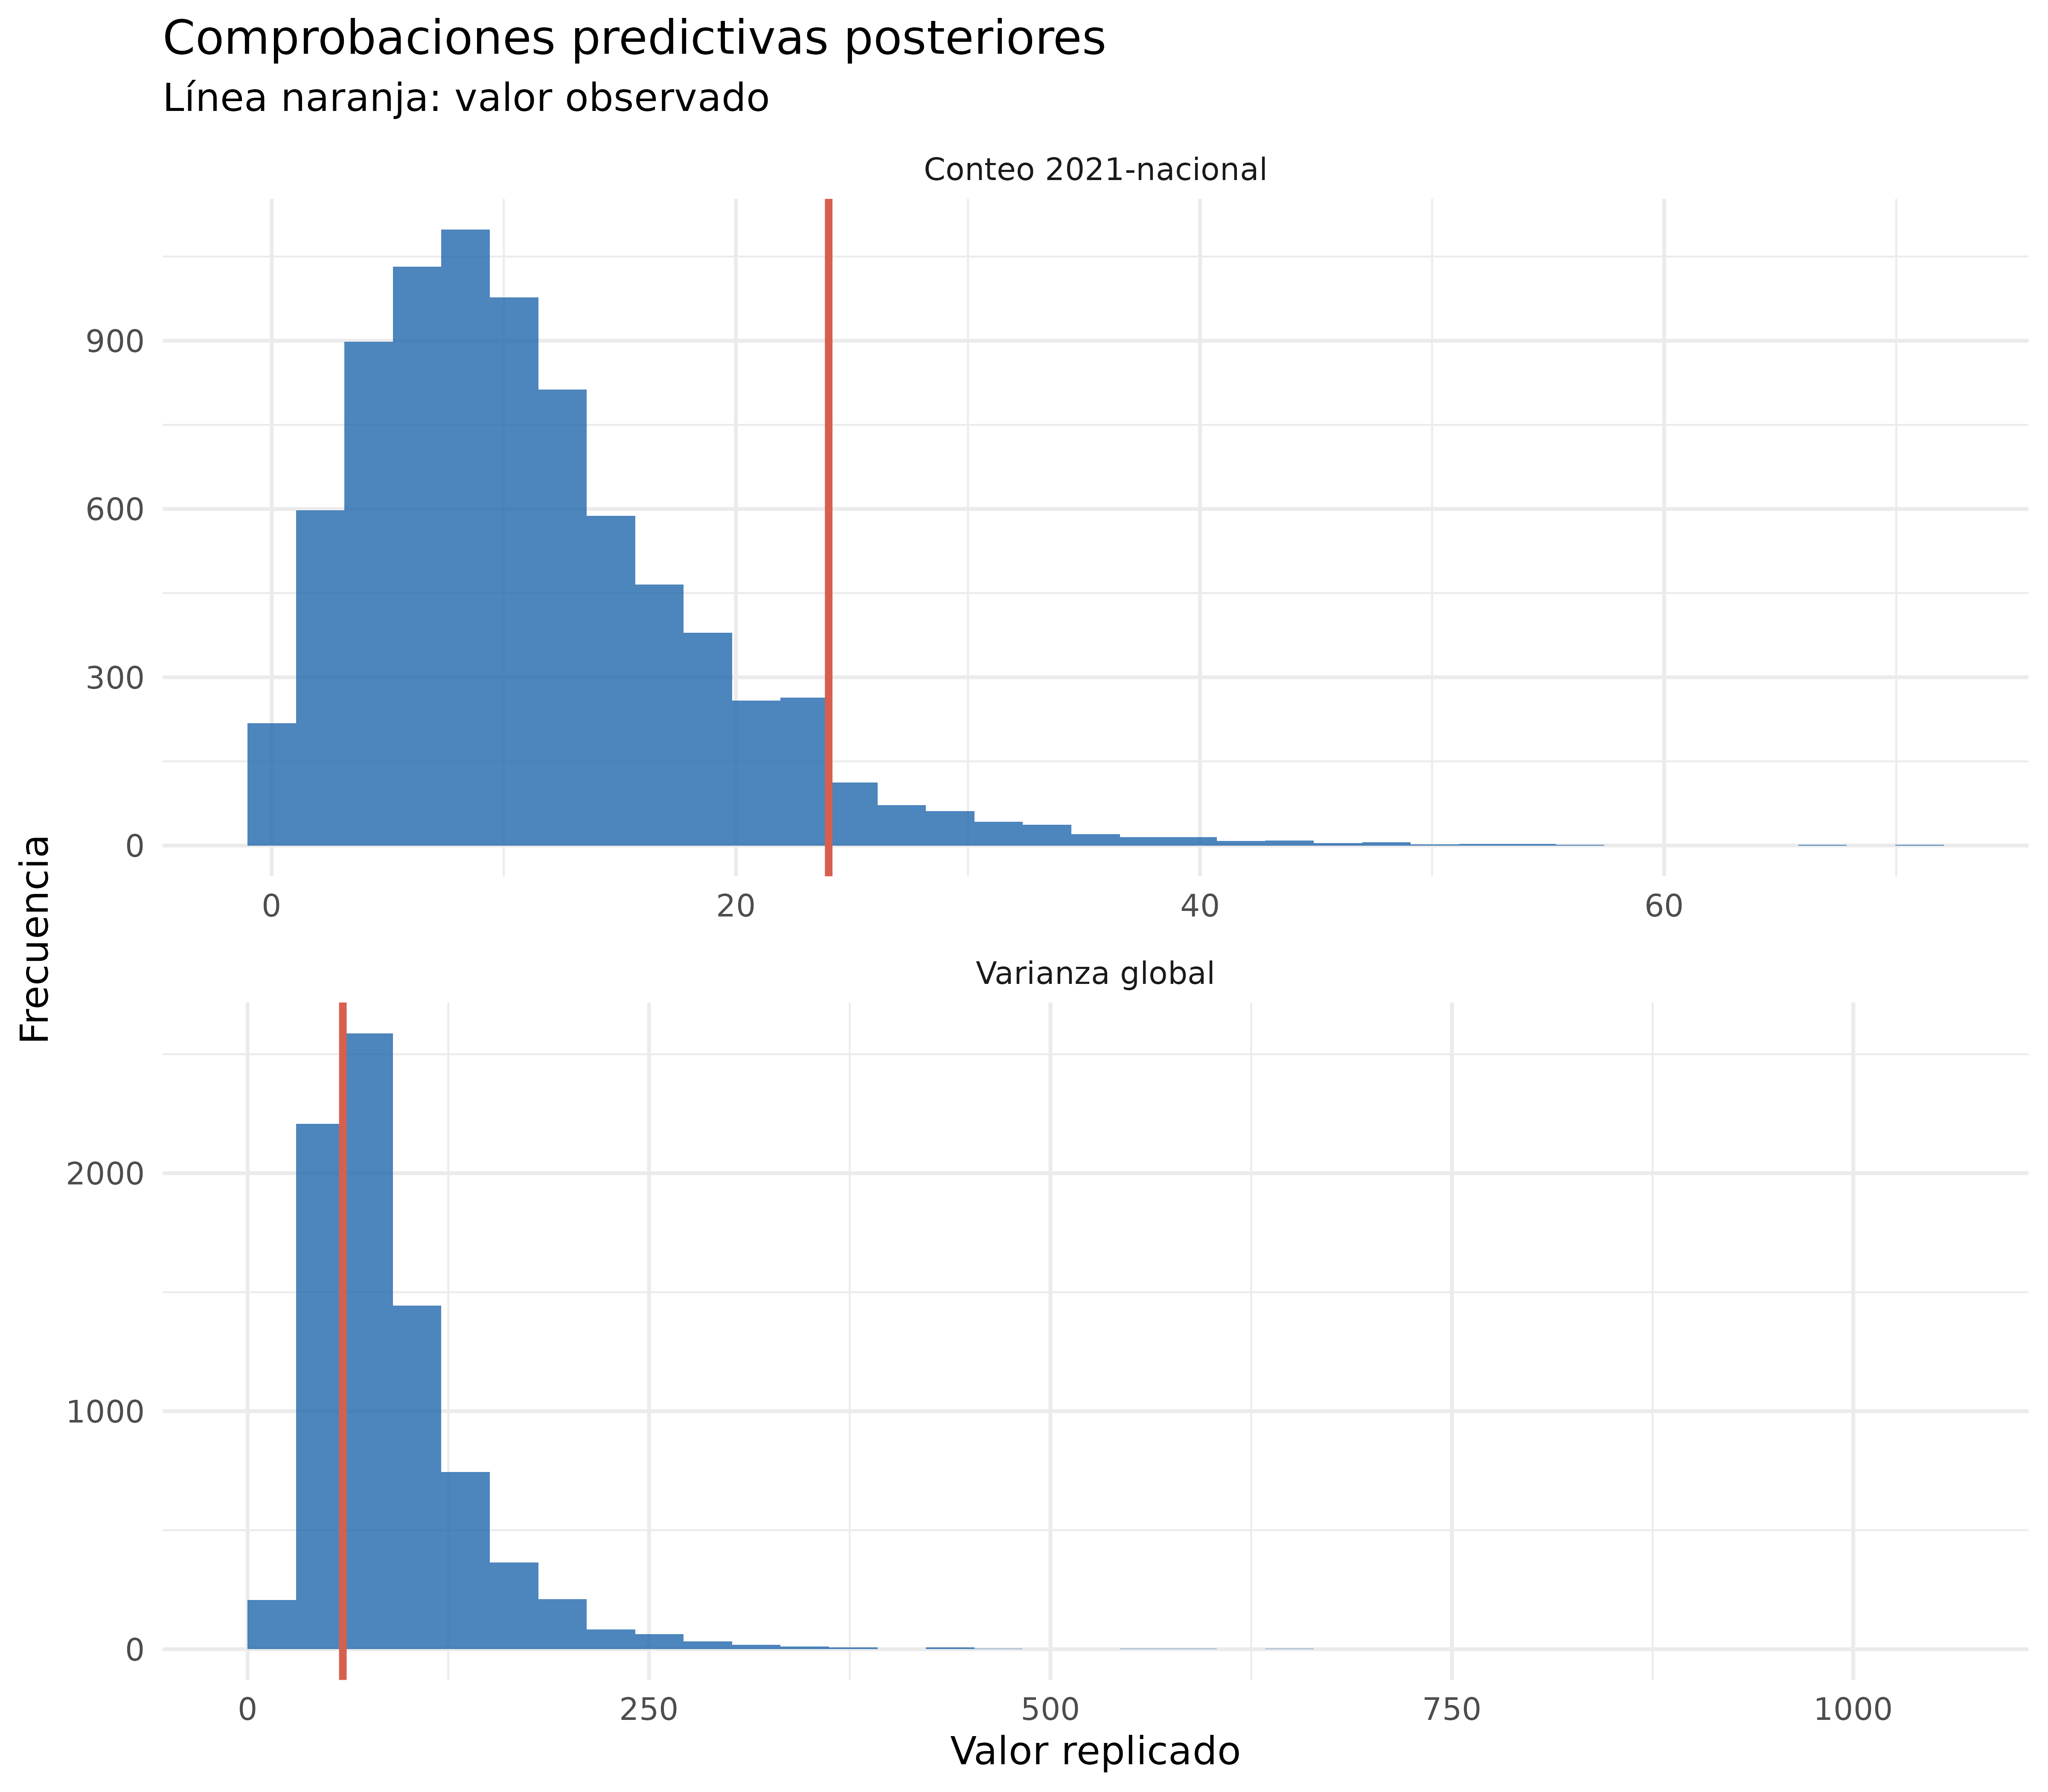 Comprobaciones predictivas posteriores
Línea naranja: valor observado
Conteo 2021-nacional
900
600
300
0
0 20 40 60
Frecuencia
Varianza global
2000
1000
0
0 250 500 750 1000
Valor replicado